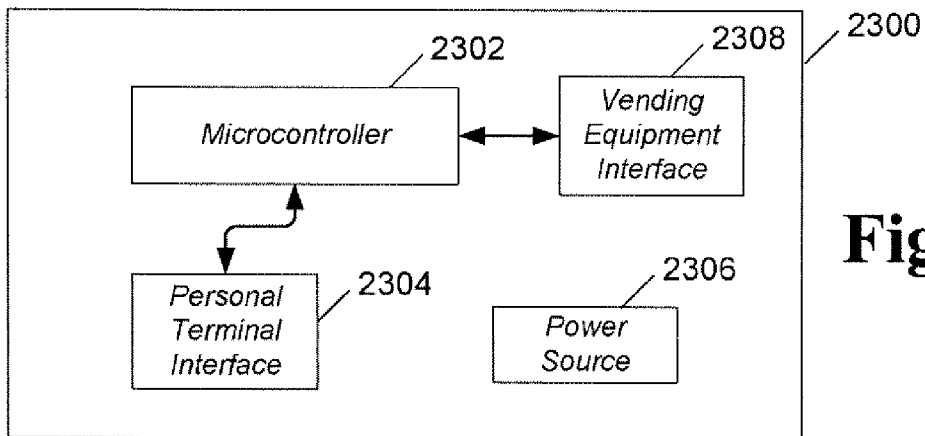 2300
2302
2308
Microcontroller
Vending
Equipment
Interface
Fig
2304
2306
Personal
Terminal
Interface
Power
Source